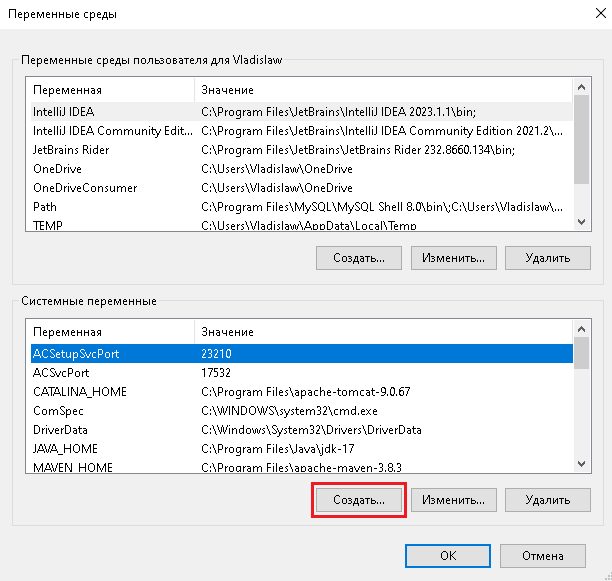 Переменные среды
Переменные среды пользователя для Vladislaw
Переменная Значение
IntelliJ IDEA C:\Program Files\JetBrains\IntelliJ IDEA 2023.1.1\bin;
IntelliJ IDEA Community Edit... C:\Program Files\JetBrains\IntelliJ IDEA Community Edition 2021.2\...
JetBrains Rider C:\Program Files\JetBrains\JetBrains Rider 232.8660.134\bin;
OneDrive C:\Users\Vladislaw\OneDrive
OneDriveConsumer C:\Users\Vladislaw\OneDrive
Path C:\Program Files\MySQL\MySQL Shell 8.0\bin\;C:\Users\Vladislaw\...
TEMP C:\Users\Vladislaw\AppData\Local\Temp
Создать... Изменить... Удалить
Системные переменные
Переменная Значение
ACSetupSvcPort 23210
ACSvcPort 17532
CATALINA_HOME C:\Program Files\apache-tomcat-9.0.67
ComSpec C:\WINDOWS\system32\cmd.exe
DriverData C:\Windows\System32\Drivers\DriverData
JAVA_HOME C:\Program Files\Java\jdk-17
MAVEN_HOME C:\Program Files\apache-maven-3.8.3
Создать... Изменить... Удалить
OK Отмена